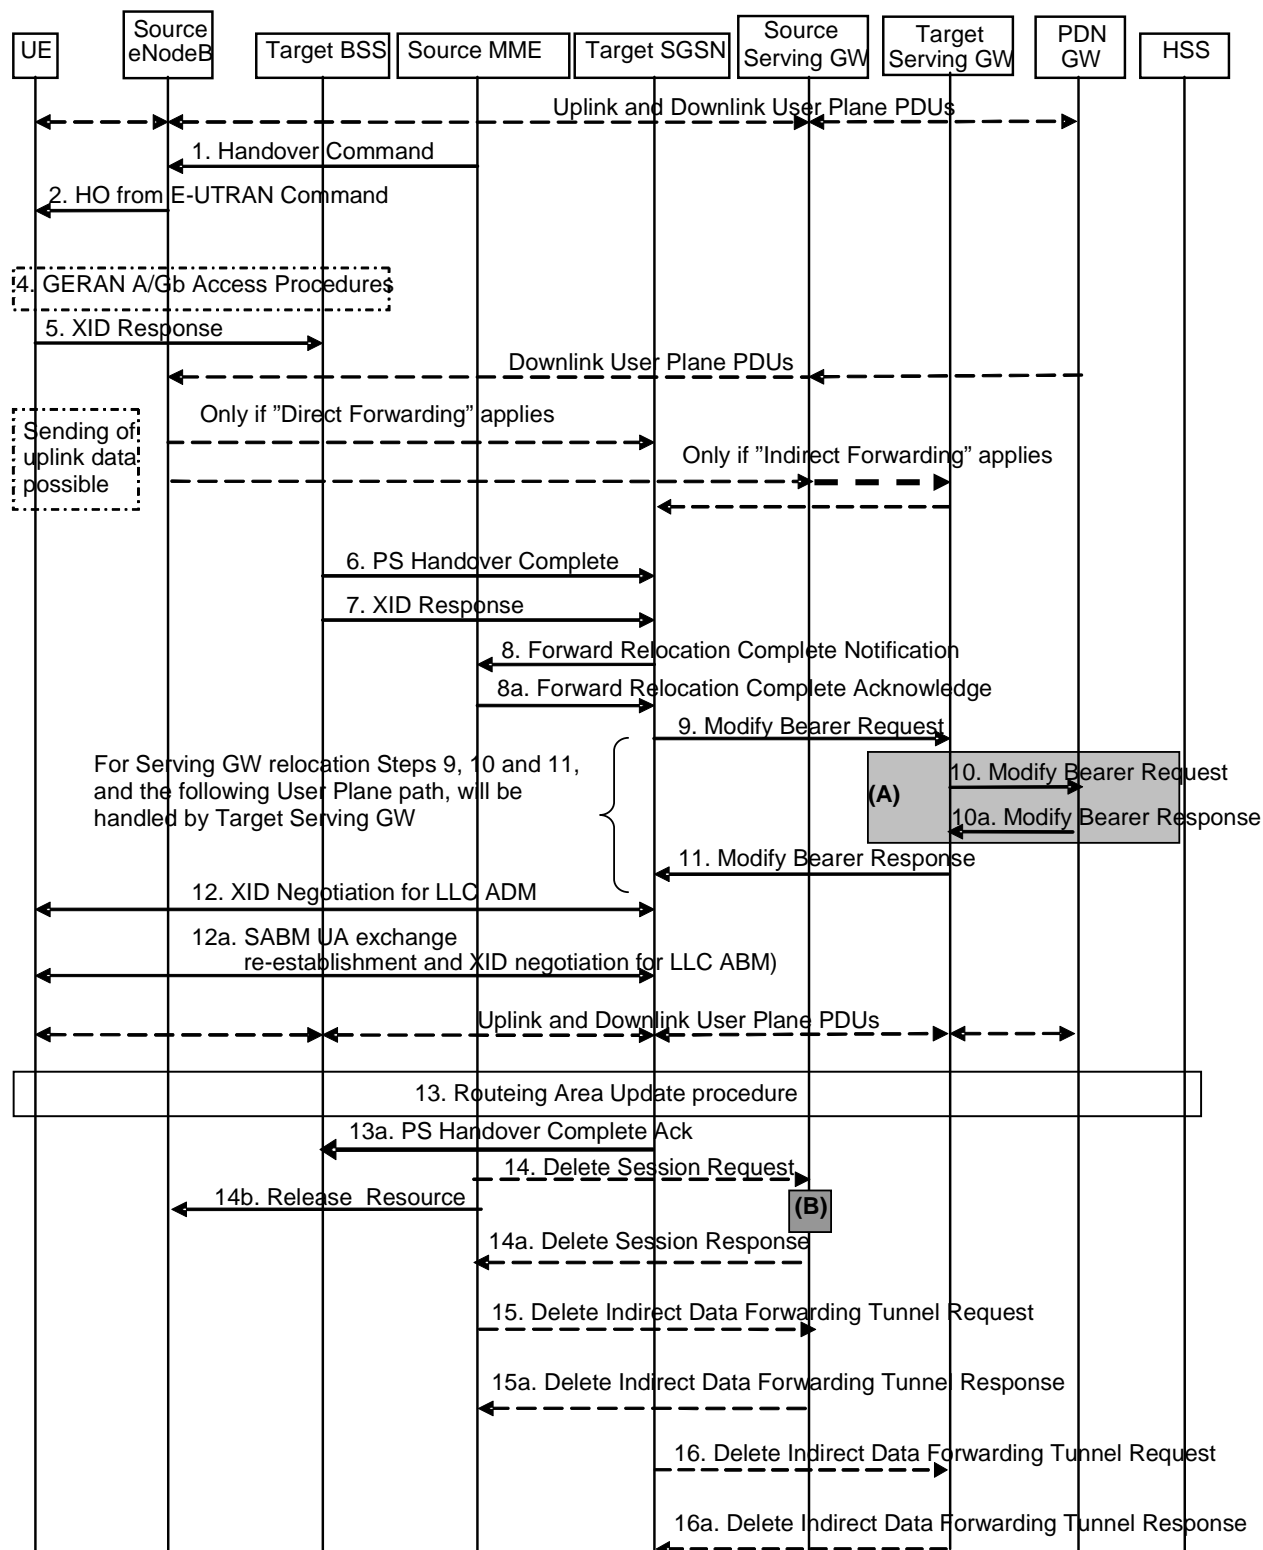 UE
Source
eNodeB
Target BSS
Source MME
Target SGSN
Source
Serving GW
Target
Serving GW
PDN
GW
HSS
Uplink and Downlink User Plane PDUs
1. Handover Command
2. HO from E-UTRAN Command
4. GERAN A/Gb Access Procedures
5. XID Response
Downlink User Plane PDUs
Only if "Direct Forwarding" applies
Sending of
uplink data
possible
Only if "Indirect Forwarding" applies
6. PS Handover Complete
7. XID Response
8. Forward Relocation Complete Notification
8a. Forward Relocation Complete Acknowledge
9. Modify Bearer Request
For Serving GW relocation Steps 9, 10 and 11,
and the following User Plane path, will be
handled by Target Serving GW
(A)
10. Modify Bearer Request
10a. Modify Bearer Response
11. Modify Bearer Response
12. XID Negotiation for LLC ADM
12a. SABM UA exchange
re-establishment and XID negotiation for LLC ABM)
Uplink and Downlink User Plane PDUs
13. Routeing Area Update procedure
13a. PS Handover Complete Ack
14. Delete Session Request
14b. Release Resource
(B)
14a. Delete Session Response
15. Delete Indirect Data Forwarding Tunnel Request
15a. Delete Indirect Data Forwarding Tunnel Response
16. Delete Indirect Data Forwarding Tunnel Request
16a. Delete Indirect Data Forwarding Tunnel Response